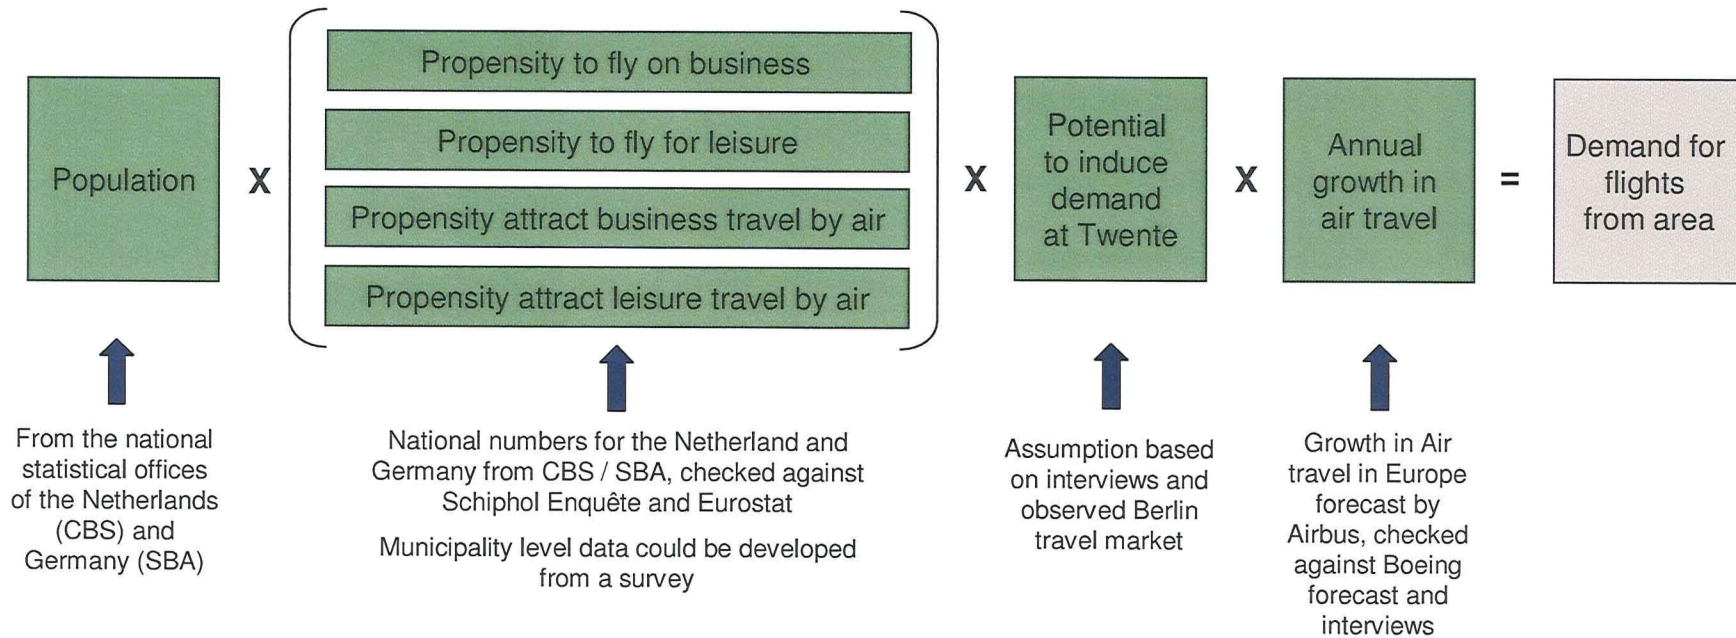 Population
X
Propensity to fly on business
Propensity to fly for leisure
Propensity attract business travel by air
Propensity attract leisure travel by air
X
Potential
to induce
demand
at Twente
X
Annual
growth in
air travel
=
Demand for
flights
from area
From the national
statistical offices
of the Netherlands
(CBS) and
Germany (SBA)
National numbers for the Netherland and
Germany from CBS / SBA, checked against
Schiphol Enquête and Eurostat
Municipality level data could be developed
from a survey
Assumption based
on interviews and
observed Berlin
travel market
Growth in Air
travel in Europe
forecast by
Airbus, checked
against Boeing
forecast and
interviews